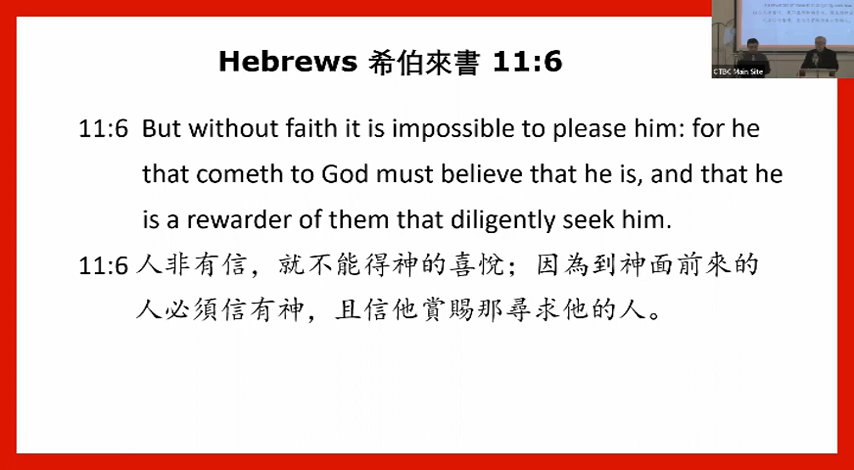 Hebrews 希伯來書 11:6
11:6 But without faith it is impossible to please him: for he
that cometh to God must believe that he is, and that he
is a rewarder of them that diligently seek him.
11:6 人非有信，就不能得神的喜悅；因為到神面前來的
人必須信有神，且信他賞賜那尋求他的人。
CTBC Main Site